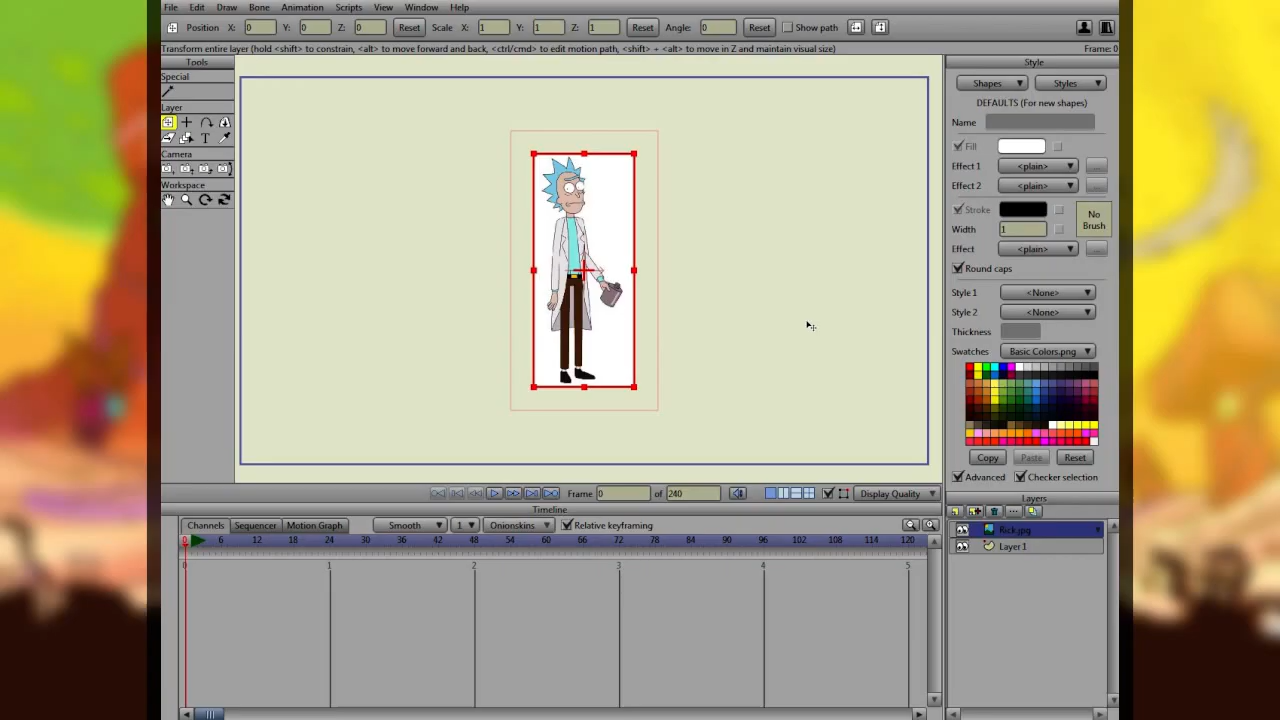 File Edit Draw Bone Animation Scripts View Window Help
Position X: 0 Y: 0 Z: 0 Reset Scale X: 1 Y: 1 Z: 1 Reset Angle: 0 Reset Show path
Transform entire layer (hold <shift> to constrain, <alt> to move forward and back, <ctrl/cmd> to edit motion path, <shift> + <alt> to move in Z and maintain visual size) Frame: 0
Tools
Special
Layer
T
Camera
Workspace
Style
Shapes Styles
DEFAULTS (For new shapes)
Name
Fill
Effect 1 <plain> ...
Effect 2 <plain> ...
Stroke
No Brush
Width 1
Effect <plain> ...
Round caps
Style 1 <None>
Style 2 <None>
Thickness
Swatches Basic Colors.png
Copy Paste Reset
Advanced Checker selection
Frame 0 of 240 Display Quality
Timeline
Channels Sequencer Motion Graph Smooth 1 Onionskins Relative keyframing
0 6 12 18 24 30 36 42 48 54 60 66 72 78 84 90 96 102 108 114 120
0 1 2 3 4 5
Layers
Rick.jpg
Layer1